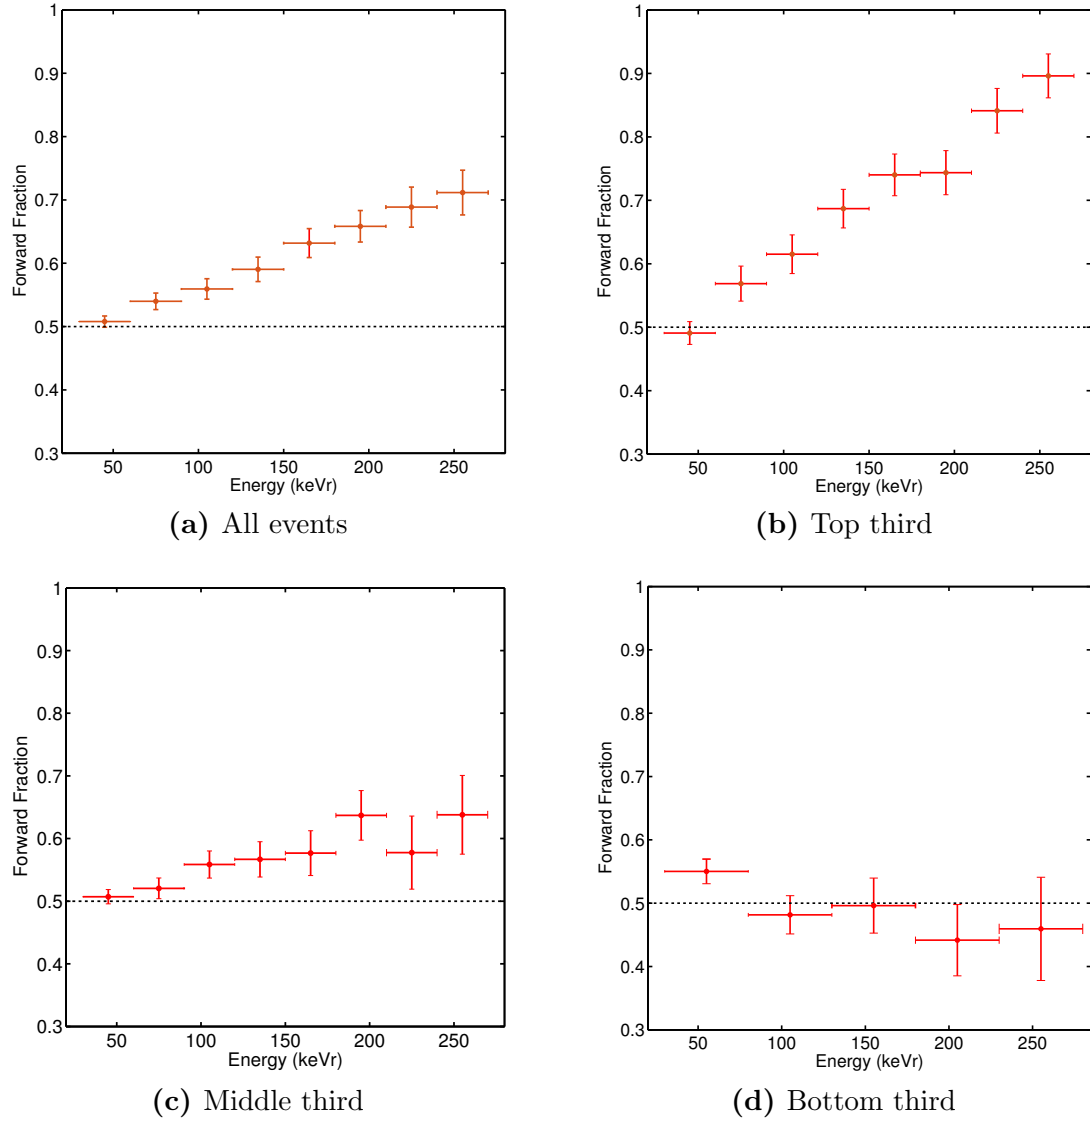 1
0.9
0.8
0.7
0.6
0.5
0.4
0.3
Forward Fraction
50 100 150 200 250
Energy (keVr)
(a) All events
1
0.9
0.8
0.7
0.6
0.5
0.4
0.3
Forward Fraction
50 100 150 200 250
Energy (keVr)
(b) Top third
1
0.9
0.8
0.7
0.6
0.5
0.4
0.3
Forward Fraction
50 100 150 200 250
Energy (keVr)
(c) Middle third
1
0.9
0.8
0.7
0.6
0.5
0.4
0.3
Forward Fraction
50 100 150 200 250
Energy (keVr)
(d) Bottom third